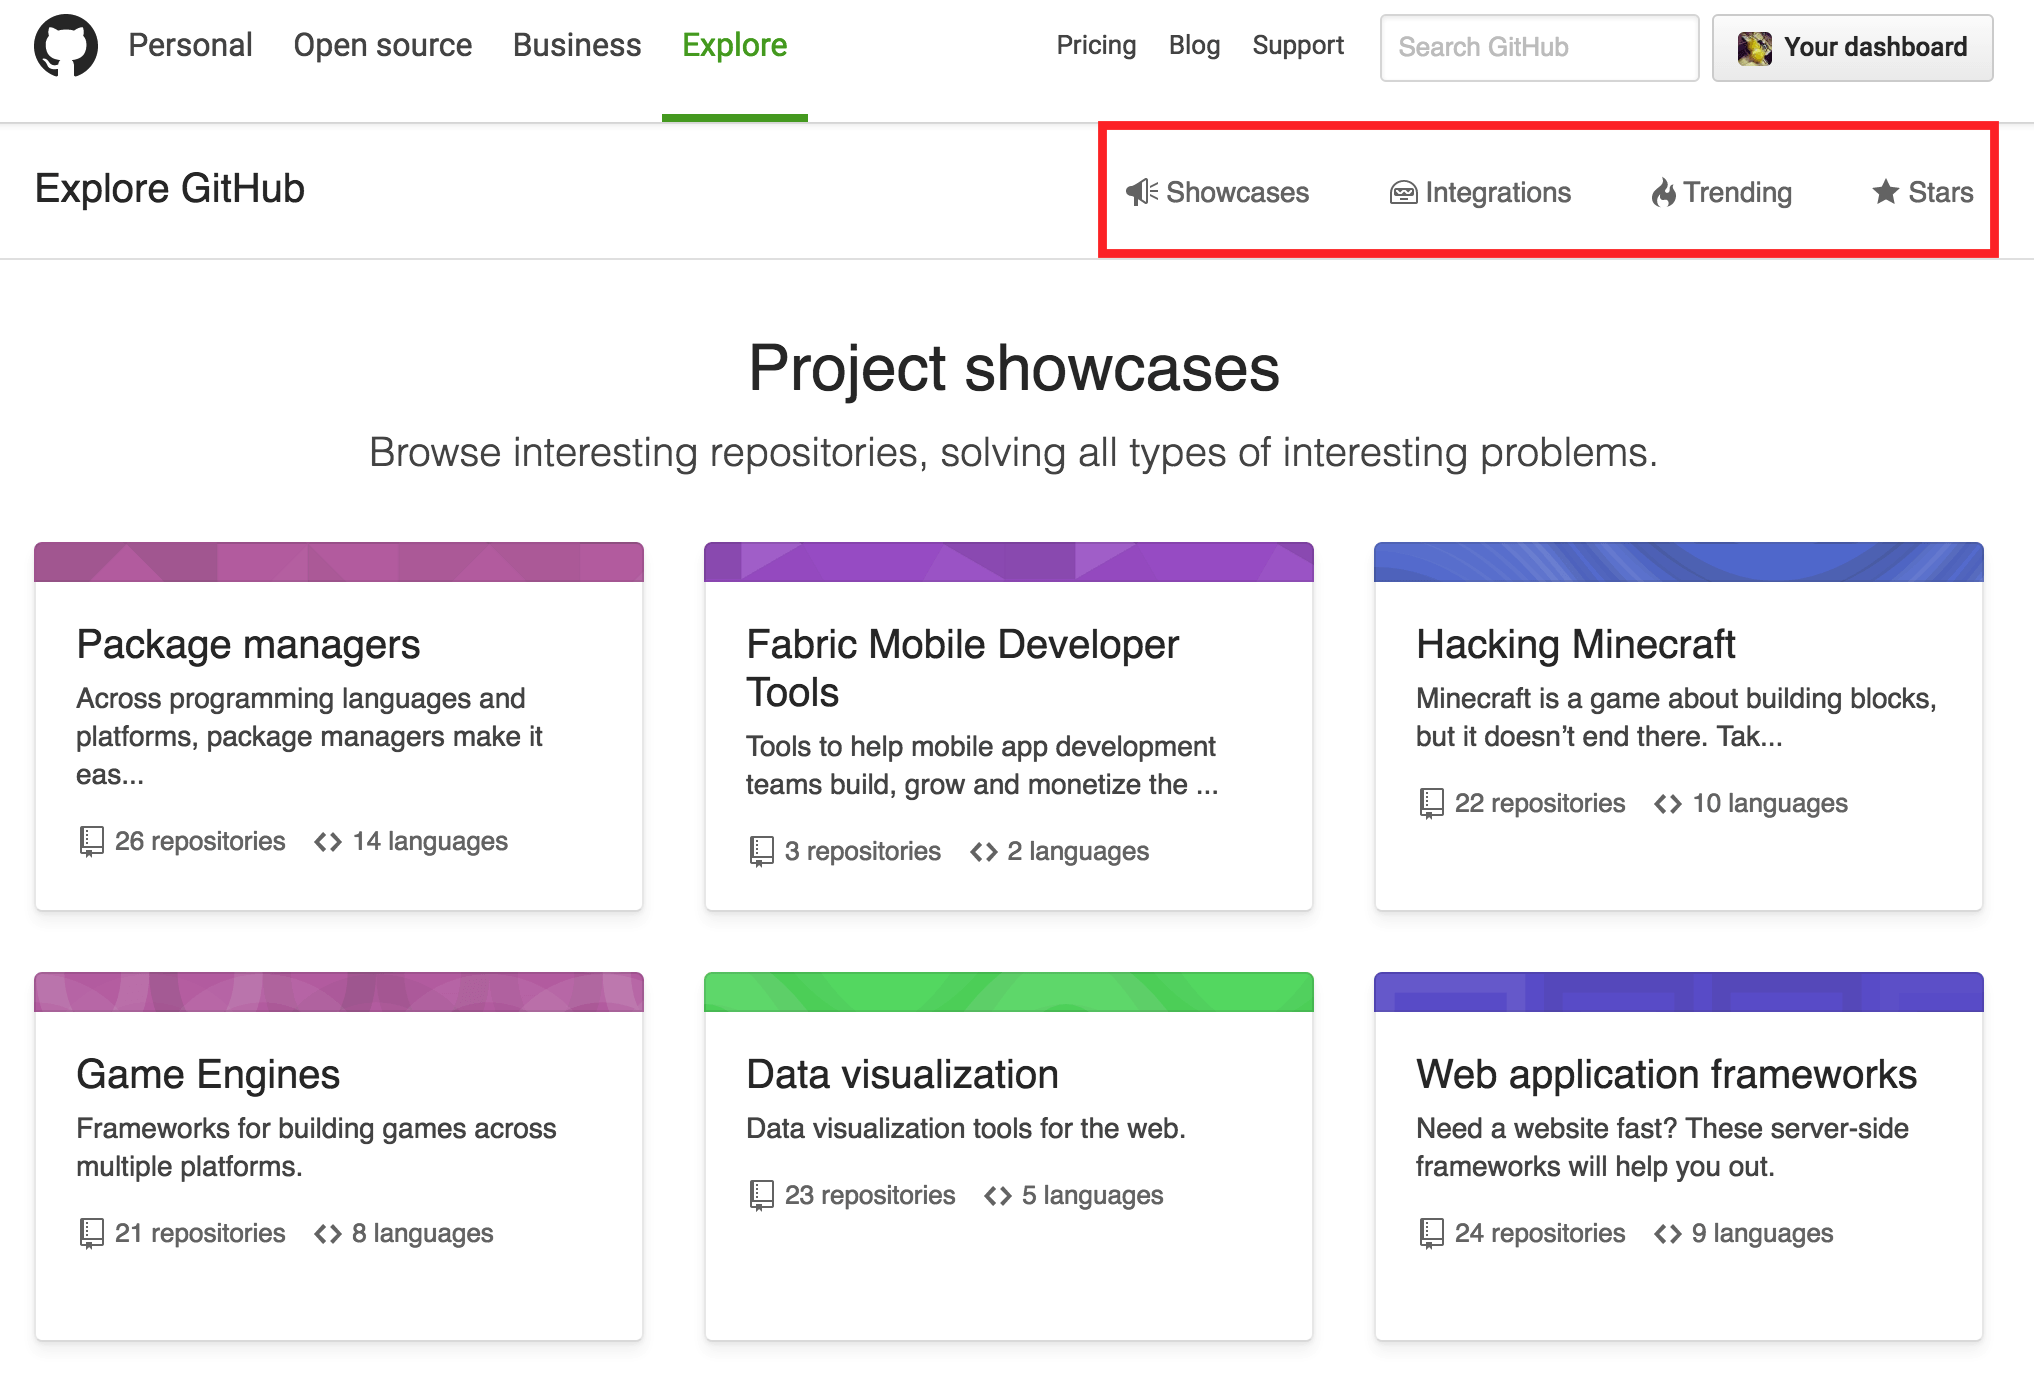 Personal Open source Business Explore Pricing Blog Support Search GitHub Your dashboard
Explore GitHub Showcases Integrations Trending Stars
Project showcases
Browse interesting repositories, solving all types of interesting problems.
Package managers
Across programming languages and
platforms, package managers make it
eas...
26 repositories 14 languages
Fabric Mobile Developer
Tools
Tools to help mobile app development
teams build, grow and monetize the ...
3 repositories 2 languages
Hacking Minecraft
Minecraft is a game about building blocks,
but it doesn’t end there. Tak...
22 repositories 10 languages
Game Engines
Frameworks for building games across
multiple platforms.
21 repositories 8 languages
Data visualization
Data visualization tools for the web.
23 repositories 5 languages
Web application frameworks
Need a website fast? These server-side
frameworks will help you out.
24 repositories 9 languages